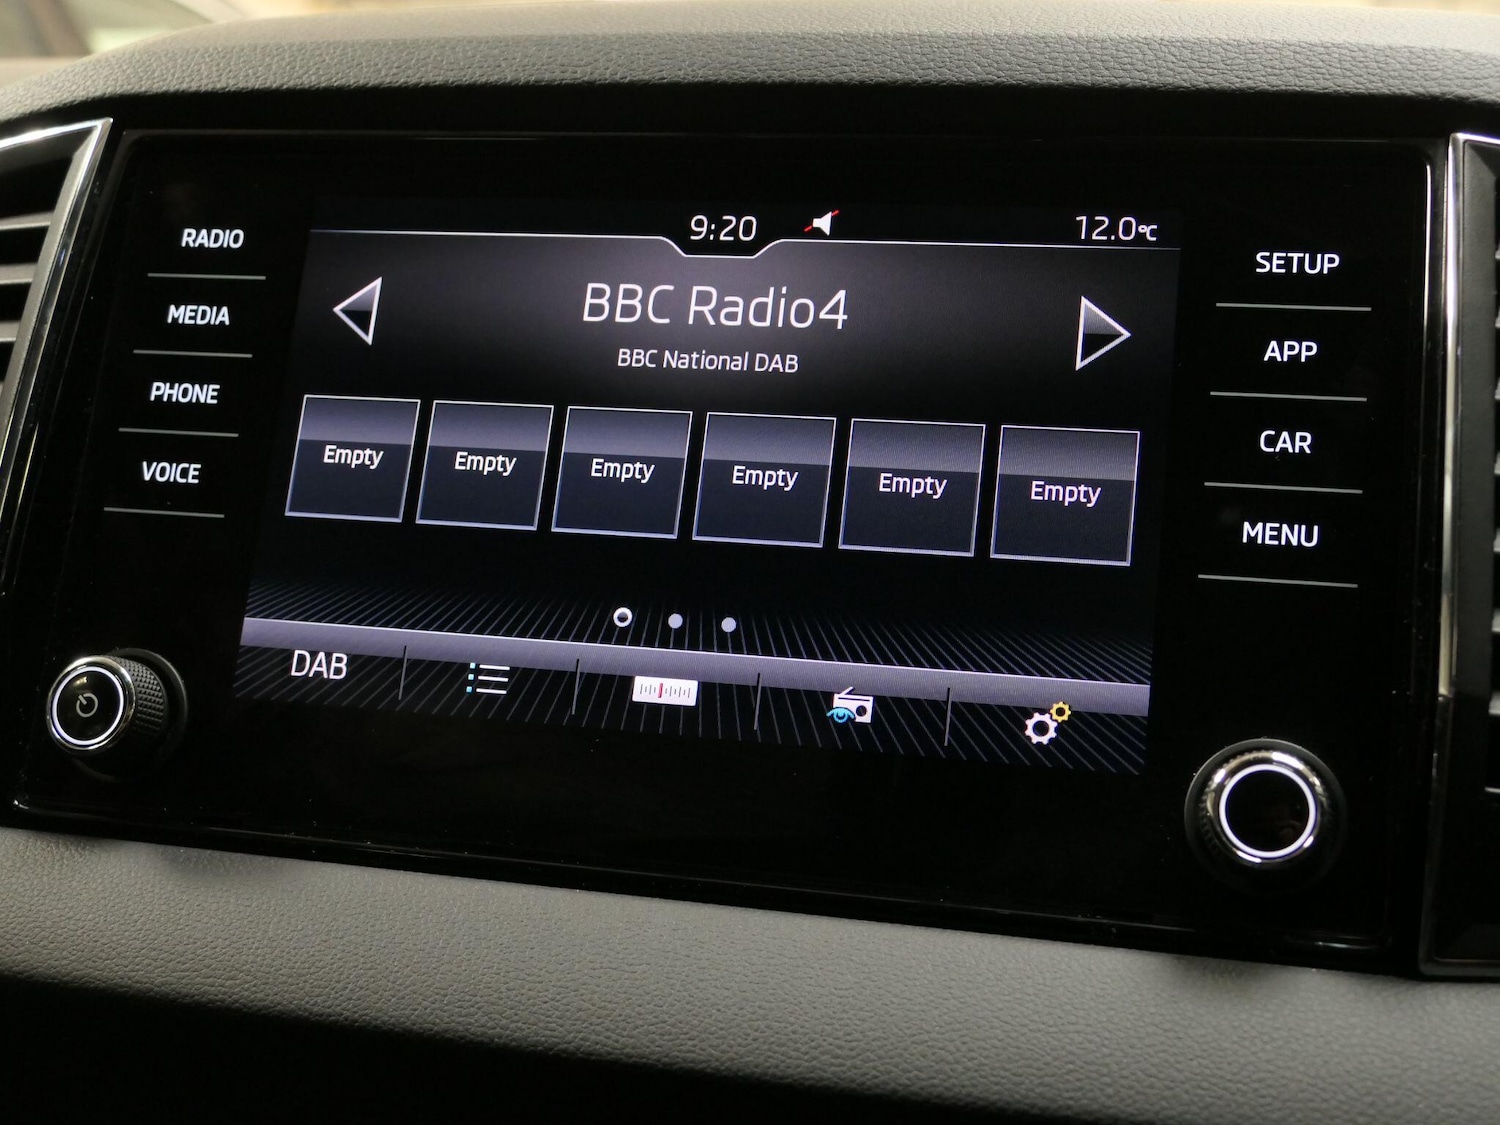 RADIO
MEDIA
PHONE
VOICE
9:20
12.0°C
BBC Radio4
BBC National DAB
Empty
Empty
Empty
Empty
Empty
Empty
DAB
SETUP
APP
CAR
MENU